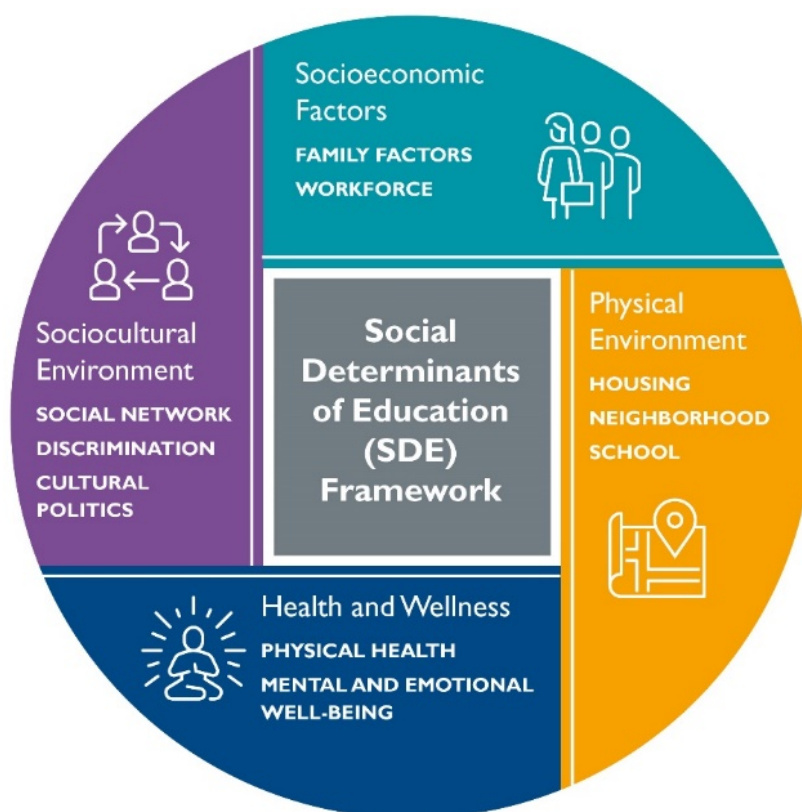 Socioeconomic
Factors
FAMILY FACTORS
WORKFORCE
Physical
Environment
HOUSING
NEIGHBORHOOD
SCHOOL
Health and Wellness
PHYSICAL HEALTH
MENTAL AND EMOTIONAL
WELL-BEING
Sociocultural
Environment
SOCIAL NETWORK
DISCRIMINATION
CULTURAL
POLITICS
Social
Determinants
of Education
(SDE)
Framework